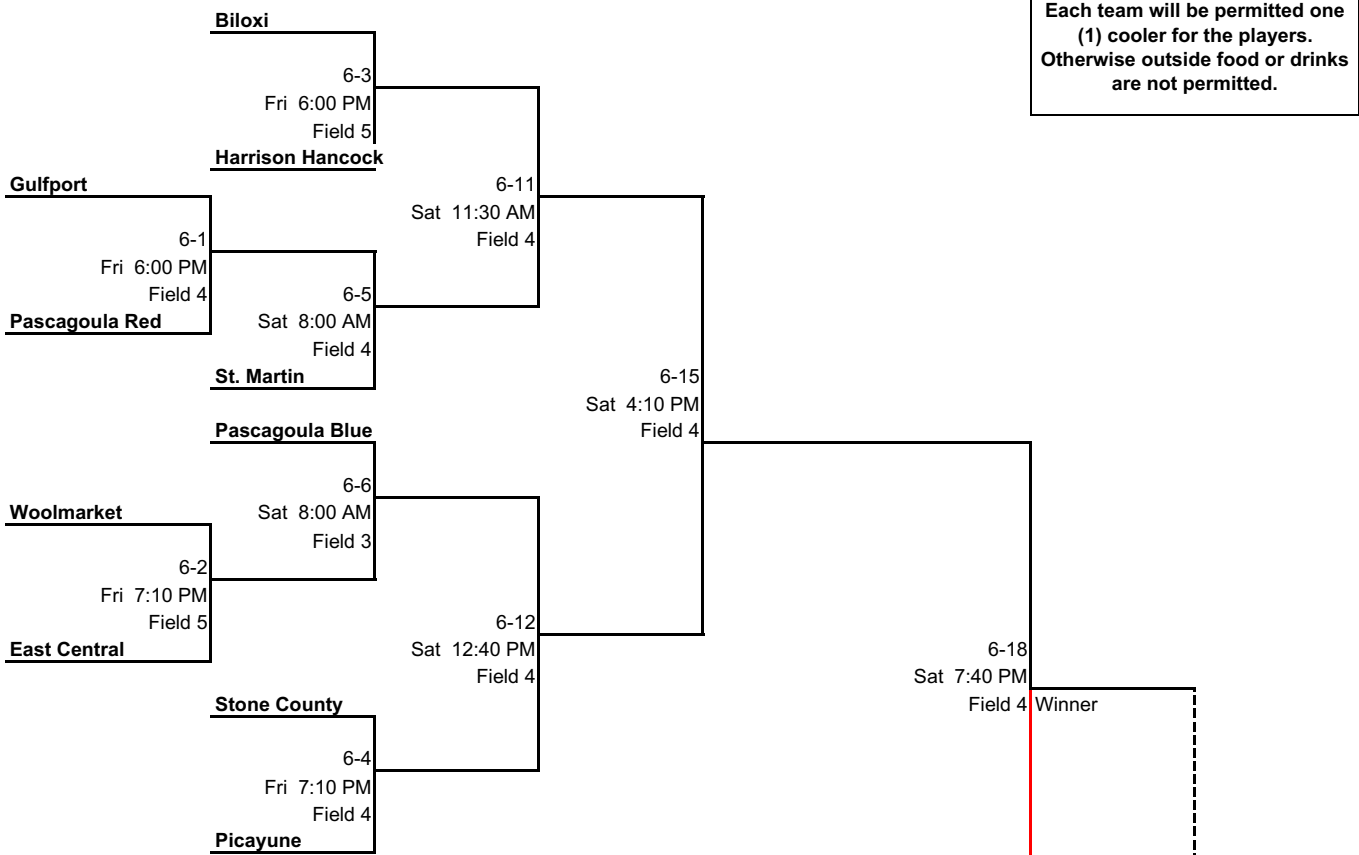 Each team will be permitted one
(1) cooler for the players.
Otherwise outside food or drinks
are not permitted.
Biloxi
6-3
Fri 6:00 PM
Field 5
Harrison Hancock
Gulfport
6-1
Fri 6:00 PM
Field 4
Pascagoula Red
6-11
Sat 11:30 AM
Field 4
6-5
Sat 8:00 AM
Field 4
St. Martin
6-15
Sat 4:10 PM
Field 4
Pascagoula Blue
6-6
Sat 8:00 AM
Field 3
Woolmarket
6-2
Fri 7:10 PM
Field 5
East Central
6-12
Sat 12:40 PM
Field 4
6-18
Sat 7:40 PM
Field 4 Winner
Stone County
6-4
Fri 7:10 PM
Field 4
Picayune